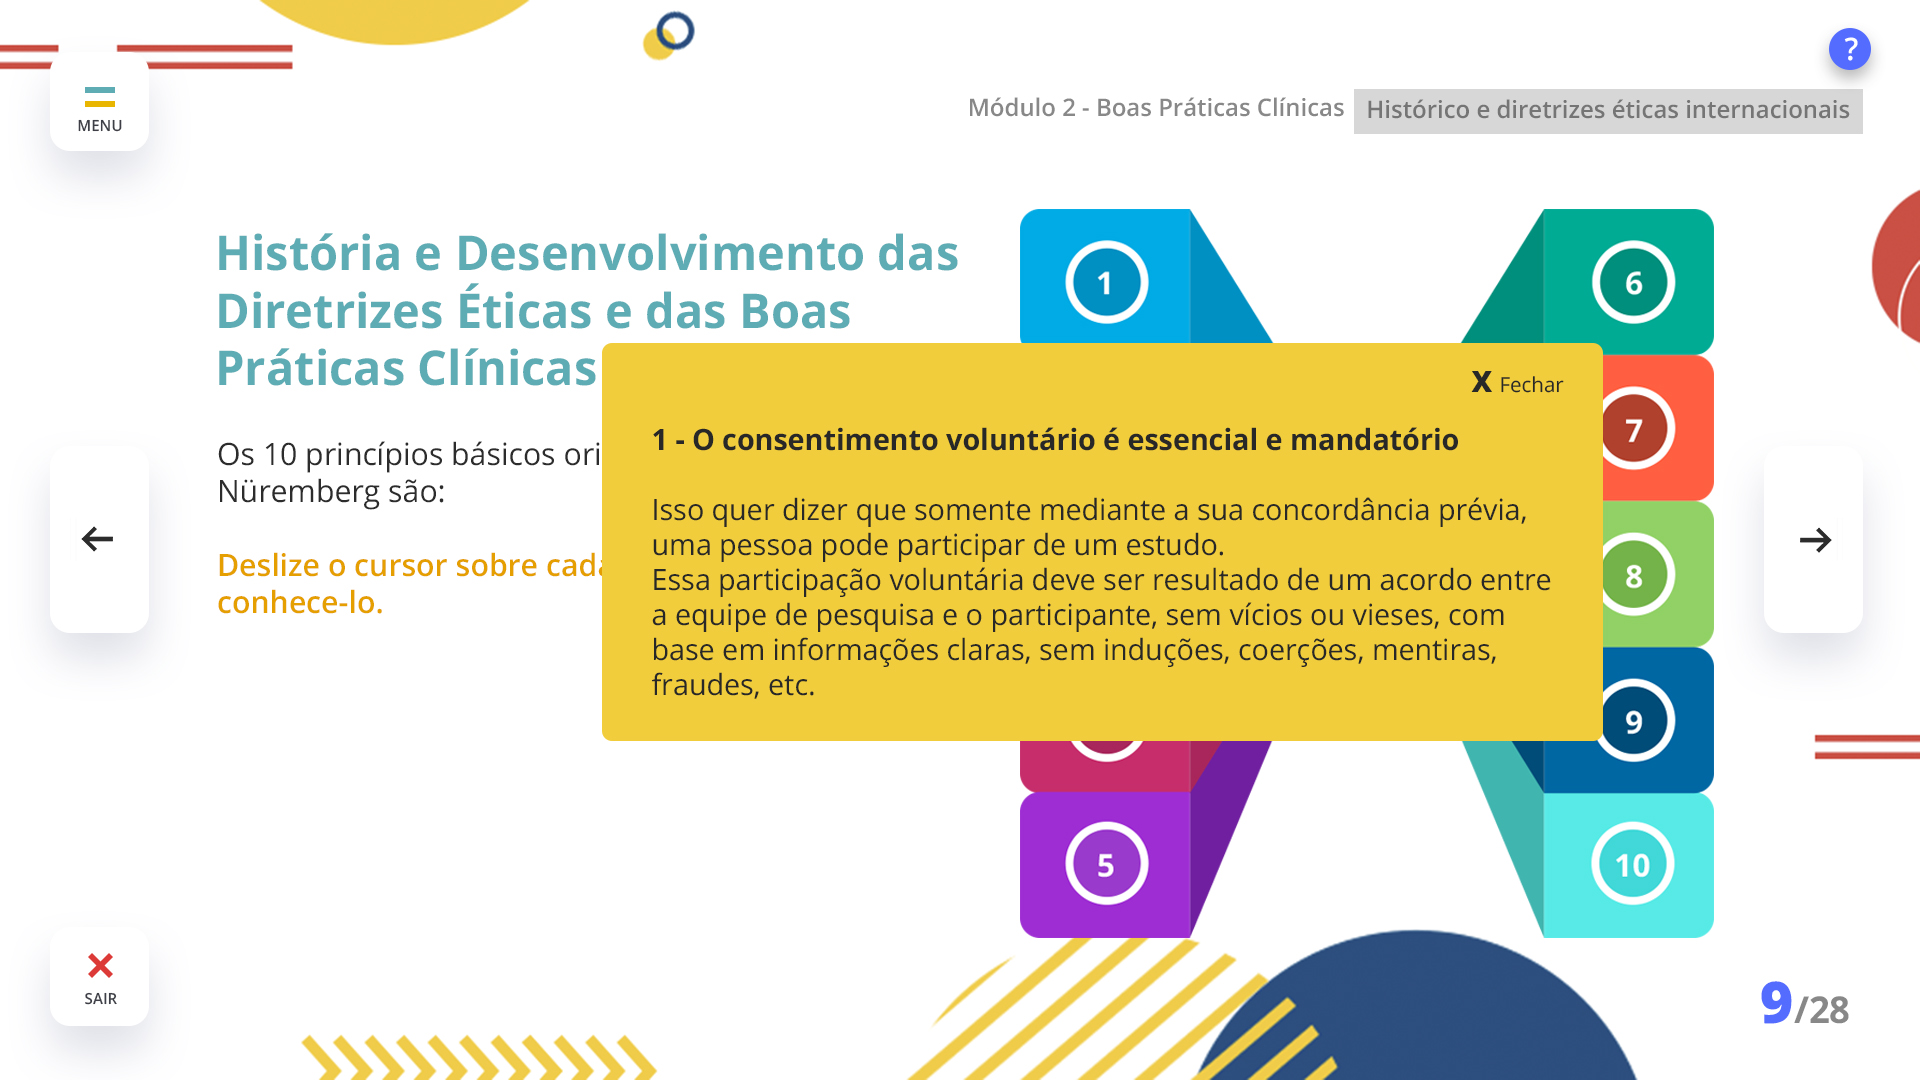 MENU
?
Módulo 2 - Boas Práticas Clínicas
Histórico e diretrizes éticas internacionais
História e Desenvolvimento das
Diretrizes Éticas e das Boas
Práticas Clínicas
Os 10 princípios básicos
Nüremberg são:
Deslize o cursor sobre
conhece-lo.
1
6
7
8
9
5
10
X Fechar
1 - O consentimento voluntário é essencial e mandatório
Isso quer dizer que somente mediante a sua concordância prévia,
uma pessoa pode participar de um estudo.
Essa participação voluntária deve ser resultado de um acordo entre
a equipe de pesquisa e o participante, sem vícios ou vieses, com
base em informações claras, sem induções, coerções, mentiras,
fraudes, etc.
SAIR
9/28